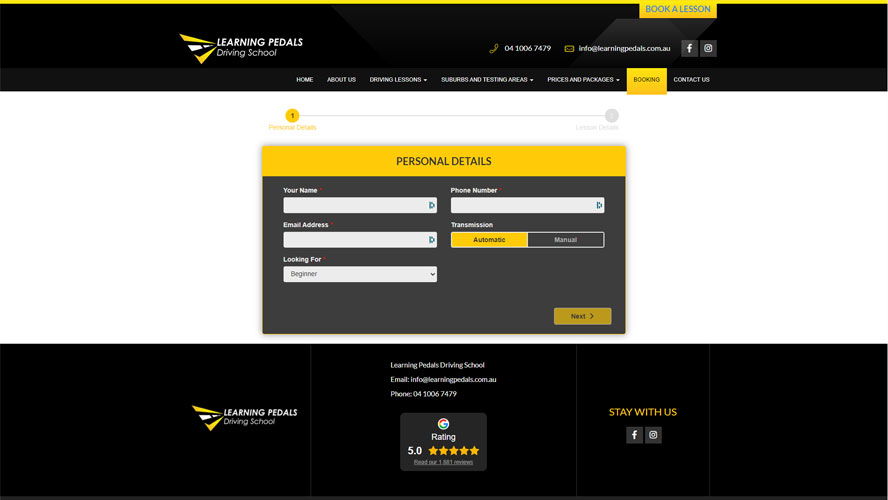 BOOK A LESSON
LEARNING PEDALS
Driving School
04 1006 7479
info@learningpedals.com.au
HOME
ABOUT US
DRIVING LESSONS
SUBURBS AND TESTING AREAS
PRICES AND PACKAGES
BOOKING
CONTACT US
1
Personal Details
Lesson Details
PERSONAL DETAILS
Your Name *
Phone Number *
Email Address *
Transmission
Automatic
Manual
Looking For *
Beginner
Next
LEARNING PEDALS
Driving School
Learning Pedals Driving School
Email: info@learningpedals.com.au
Phone: 04 1006 7479
Rating
5.0
Read our 1 881 reviews
STAY WITH US